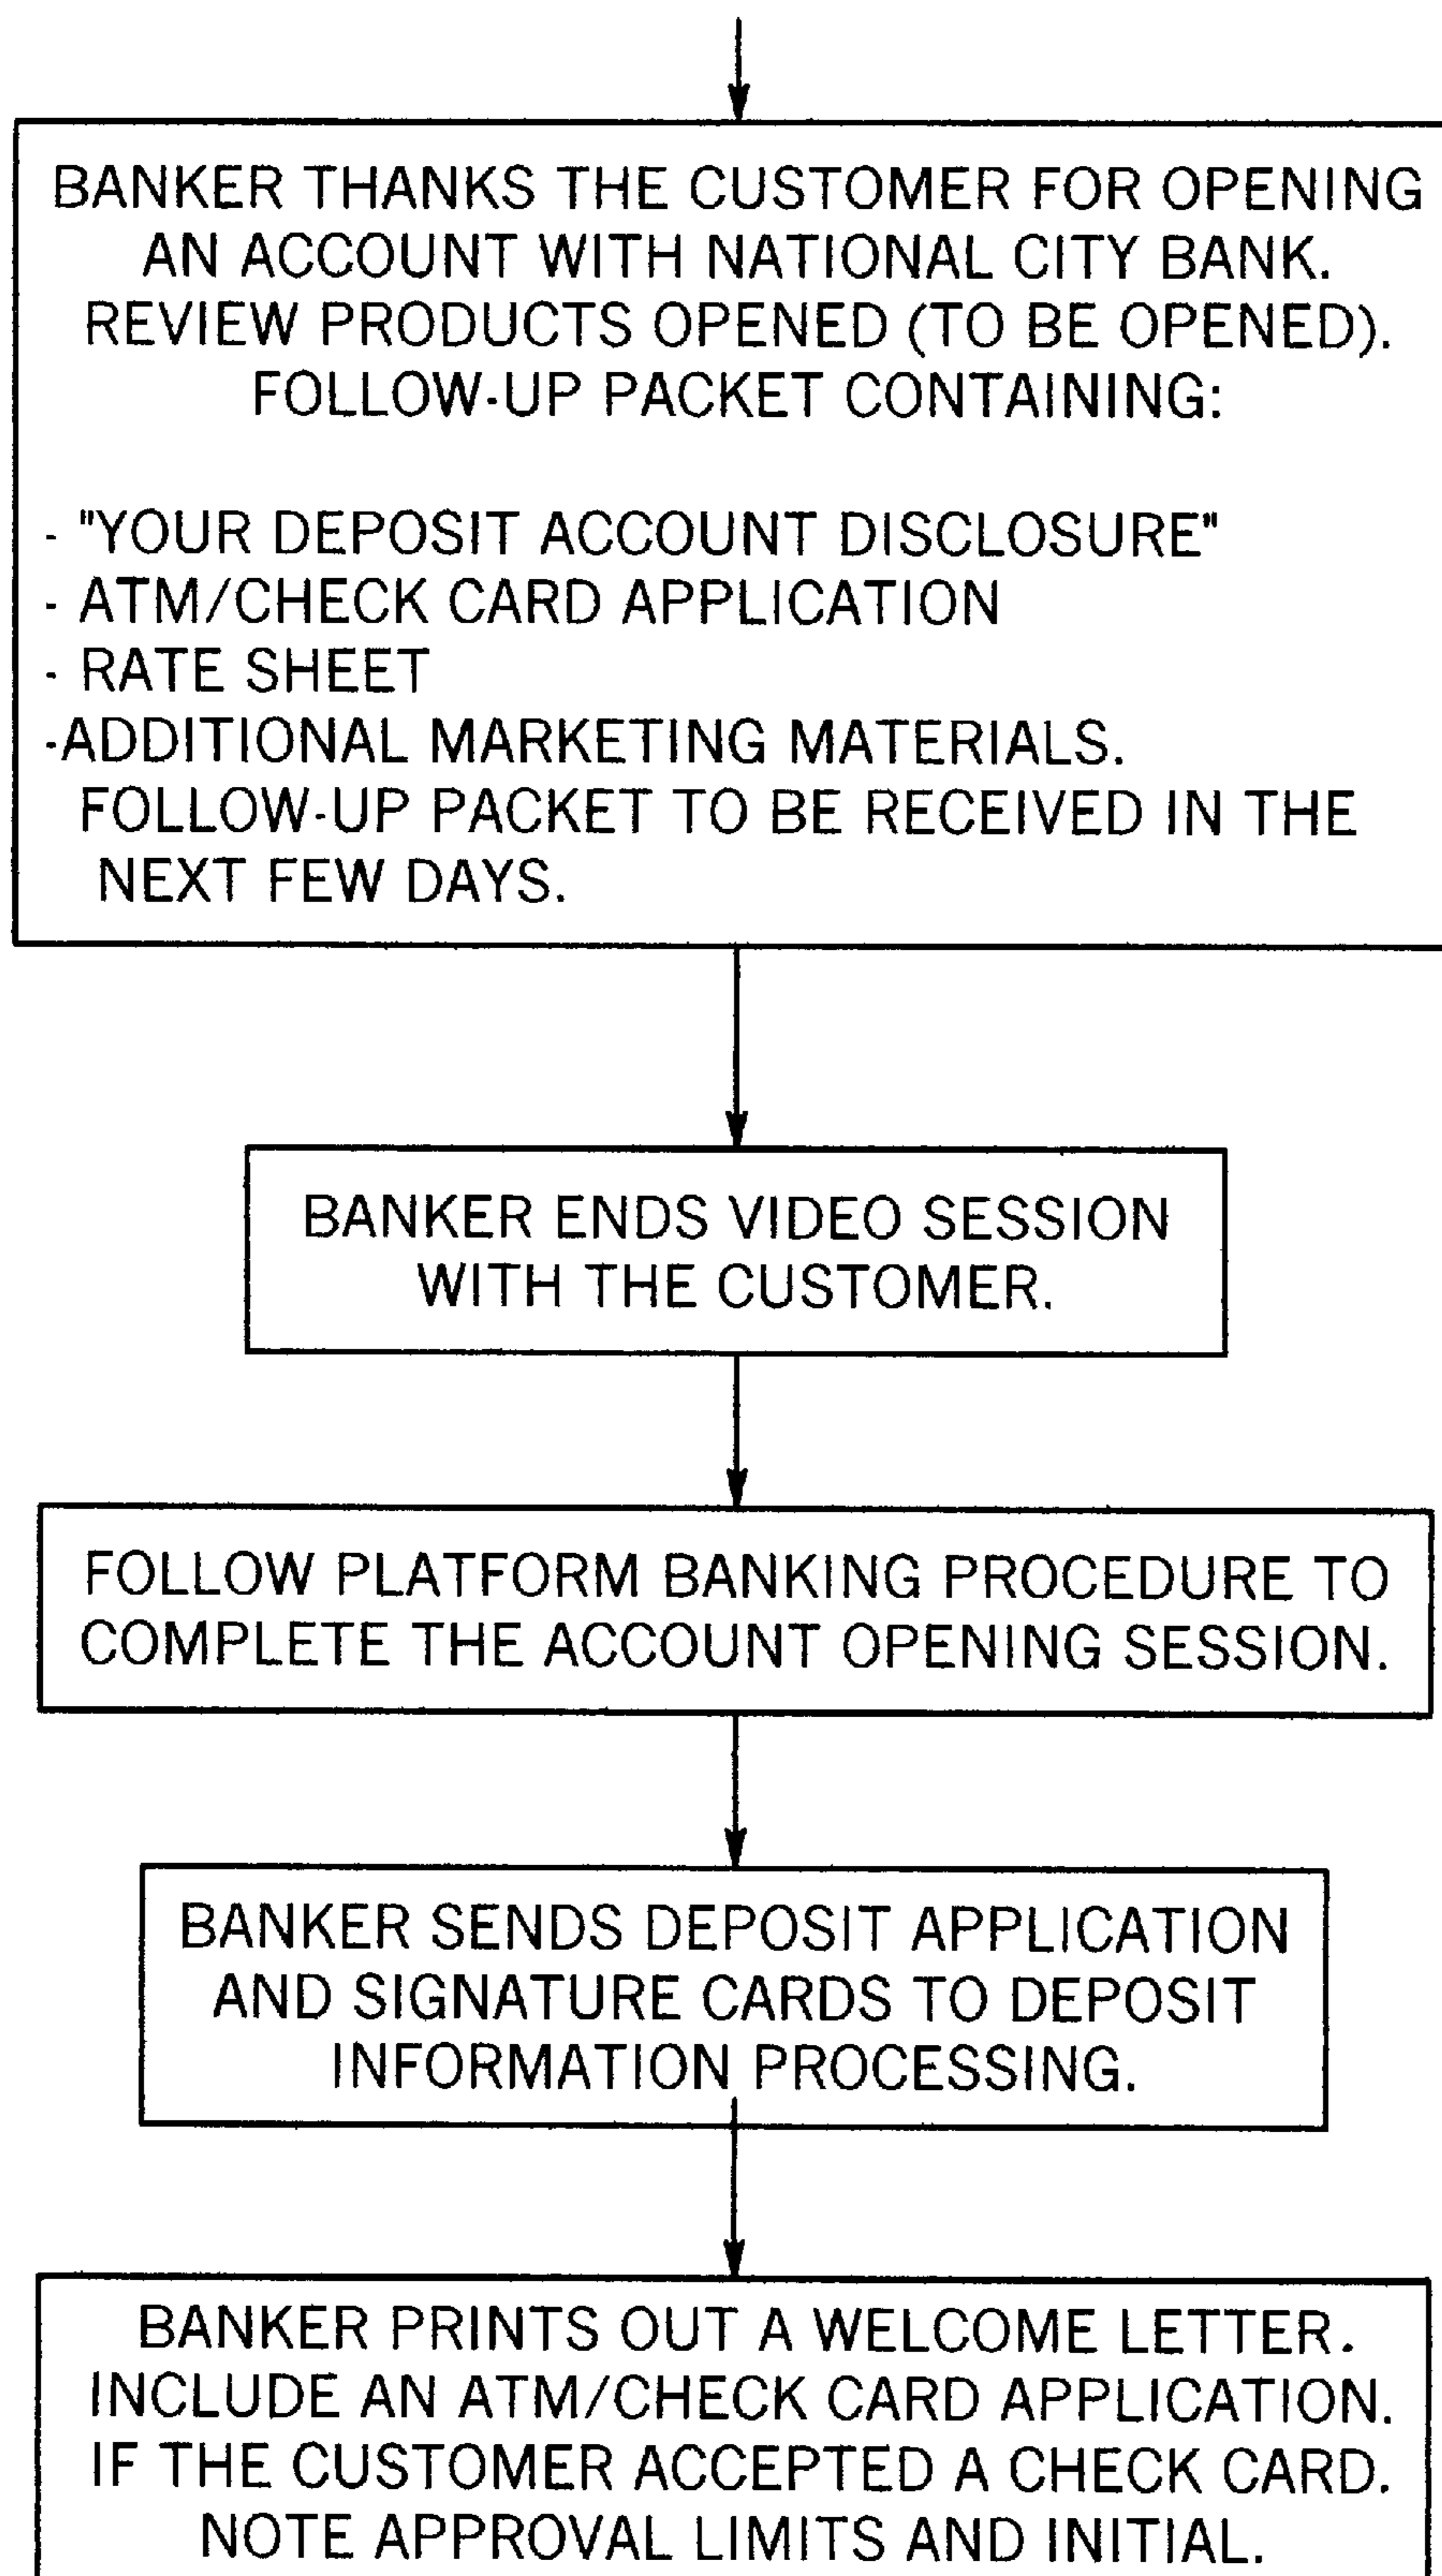 BANKER THANKS THE CUSTOMER FOR OPENING
AN ACCOUNT WITH NATIONAL CITY BANK.
REVIEW PRODUCTS OPENED (TO BE OPENED).
FOLLOW-UP PACKET CONTAINING:
- "YOUR DEPOSIT ACCOUNT DISCLOSURE"
- ATM/CHECK CARD APPLICATION
- RATE SHEET
-ADDITIONAL MARKETING MATERIALS.
FOLLOW-UP PACKET TO BE RECEIVED IN THE
NEXT FEW DAYS.
BANKER ENDS VIDEO SESSION
WITH THE CUSTOMER.
FOLLOW PLATFORM BANKING PROCEDURE TO
COMPLETE THE ACCOUNT OPENING SESSION.
BANKER SENDS DEPOSIT APPLICATION
AND SIGNATURE CARDS TO DEPOSIT
INFORMATION PROCESSING.
BANKER PRINTS OUT A WELCOME LETTER.
INCLUDE AN ATM/CHECK CARD APPLICATION.
IF THE CUSTOMER ACCEPTED A CHECK CARD.
NOTE APPROVAL LIMITS AND INITIAL.